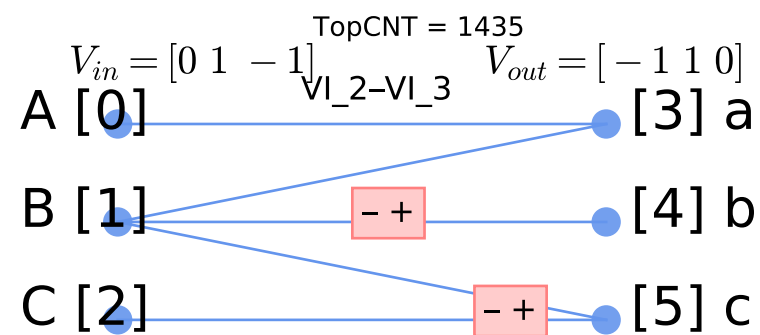 TopCNT = 1435
V_in = [0 1 − 1] V_out = [ − 1 1 0]
VI_2–VI_3
A [0] [3] a
B [1] – + [4] b
C [2] – + [5] c